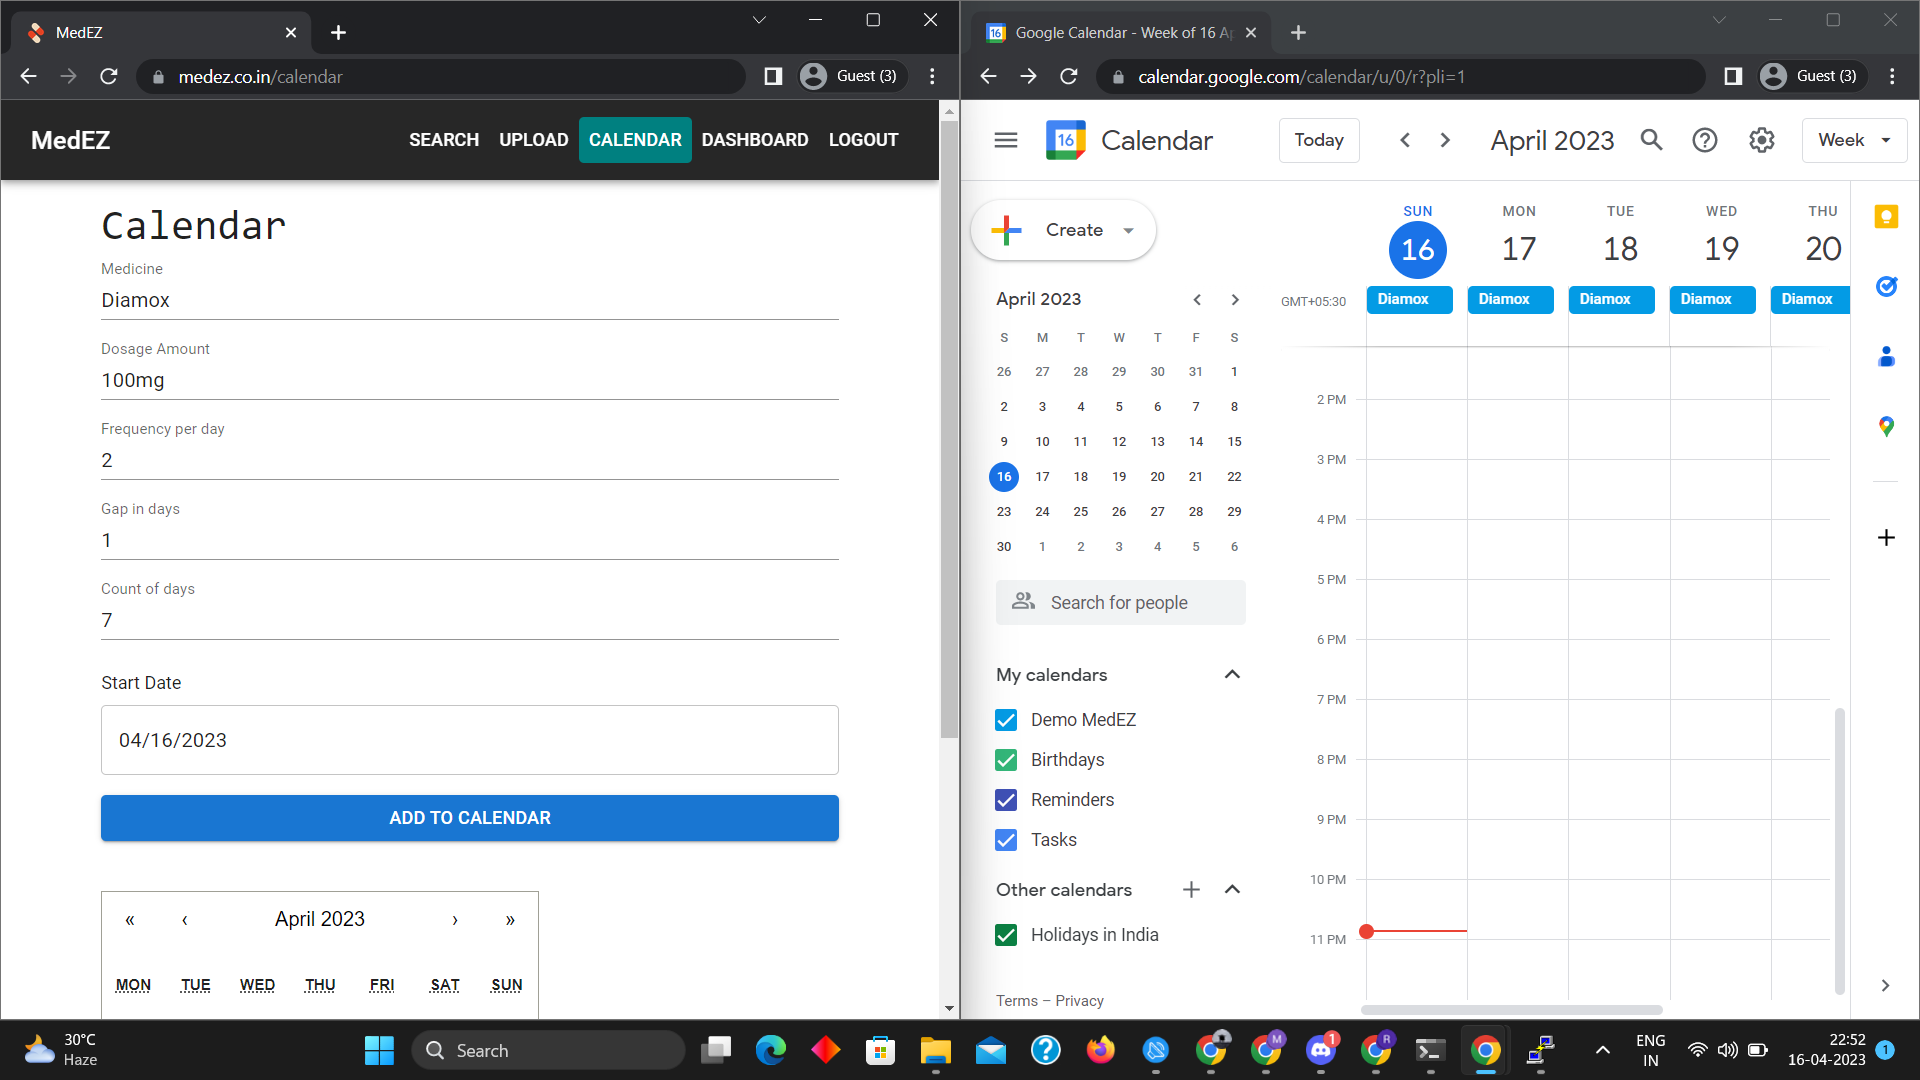 MedEZ
medez.co.in/calendar
Guest (3)
MedEZ
SEARCH UPLOAD CALENDAR DASHBOARD LOGOUT
Calendar
Medicine
Diamox
Dosage Amount
100mg
Frequency per day
2
Gap in days
1
Count of days
7
Start Date
04/16/2023
ADD TO CALENDAR
« ‹ April 2023 › »
MON TUE WED THU FRI SAT SUN
16 Google Calendar - Week of 16 Ap
calendar.google.com/calendar/u/0/r?pli=1
Guest (3)
16 Calendar
Today
April 2023
Week
Create
April 2023
S M T W T F S
26 27 28 29 30 31 1
2 3 4 5 6 7 8
9 10 11 12 13 14 15
16 17 18 19 20 21 22
23 24 25 26 27 28 29
30 1 2 3 4 5 6
Search for people
My calendars
Demo MedEZ
Birthdays
Reminders
Tasks
Other calendars
Holidays in India
Terms – Privacy
SUN MON TUE WED THU
16 17 18 19 20
GMT+05:30
Diamox Diamox Diamox Diamox Diamox
2 PM
3 PM
4 PM
5 PM
6 PM
7 PM
8 PM
9 PM
10 PM
11 PM
30°C
Haze
Search
M
1
R
ENG
IN
22:52
16-04-2023
1